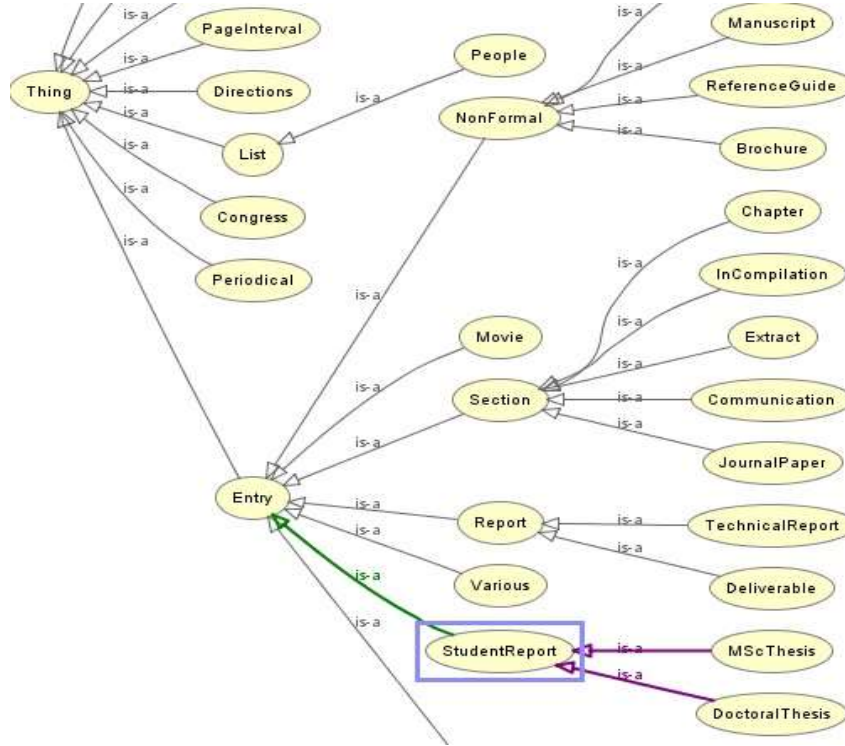 is-a
PageInterval
Manuscript
People
is-a
Thing
is-a
Directions
is-a
NonFormal
is-a
ReferenceGuide
is-a
List
is-a
Brochure
is-a
Congress
is-a
Chapter
is-a
is-a
Periodical
is-a
is-a
InCompilation
is-a
Movie
is-a
Extract
is-a
Section
is-a
Communication
is-a
is-a
JournalPaper
Entry
is-a
Report
is-a
TechnicalReport
is-a
is-a
is-a
Various
Deliverable
is-a
StudentReport
is-a
MScThesis
is-a
DoctoralThesis